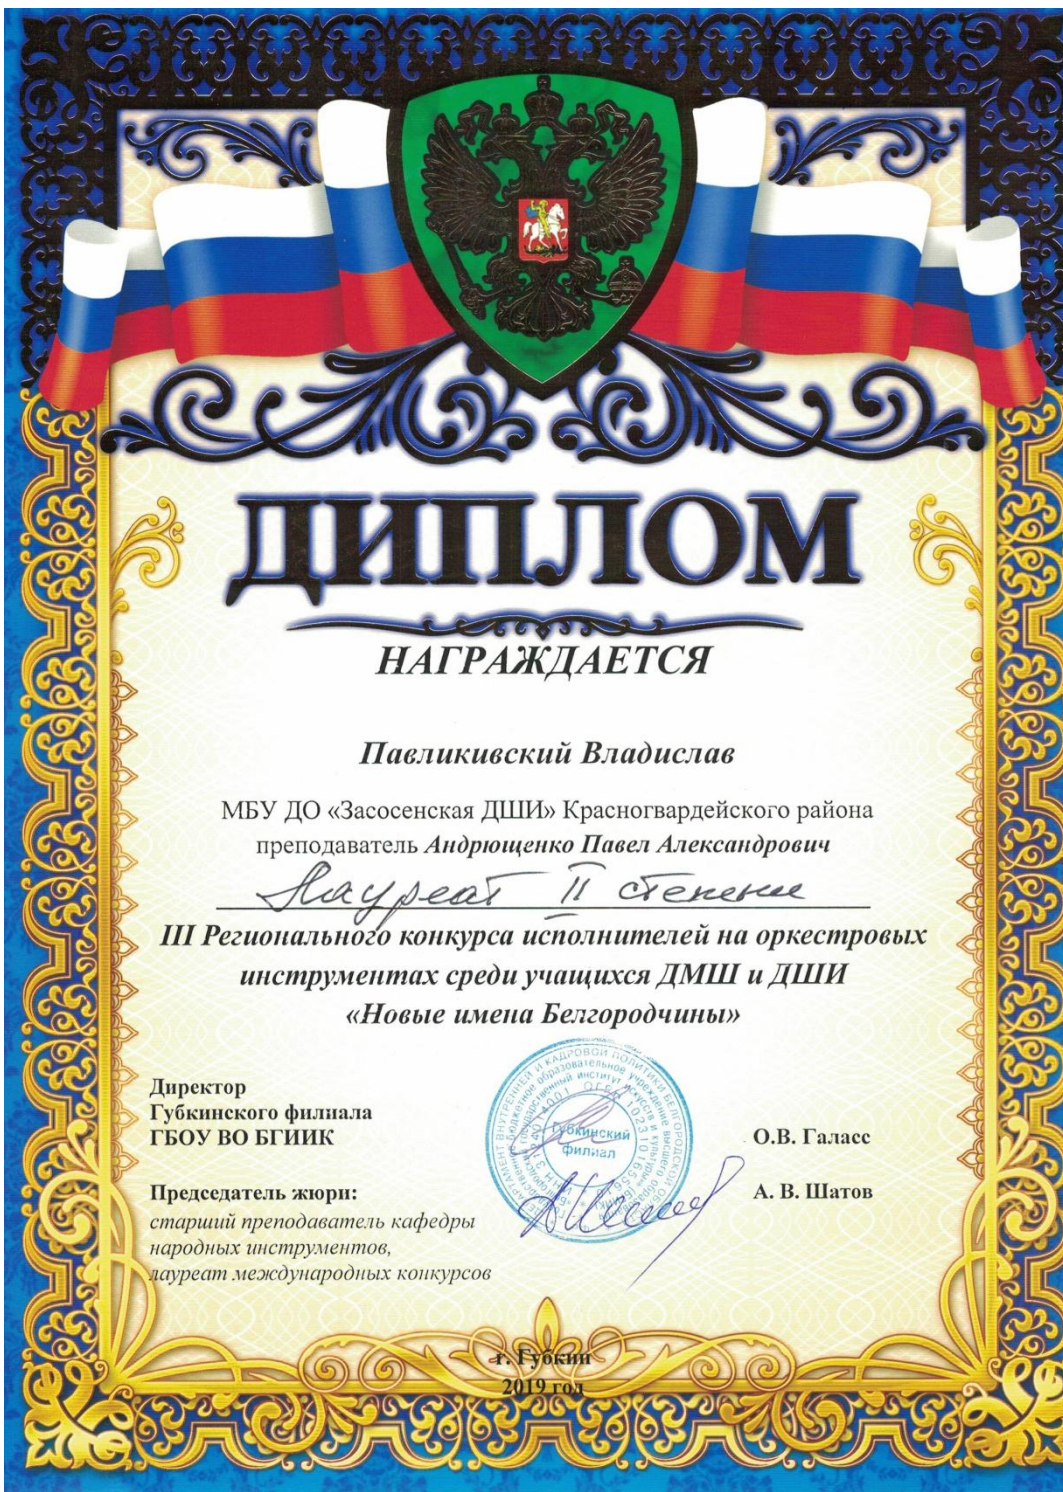 ДИПЛОМ
НАГРАЖДАЕТСЯ
Павликивский Владислав
МБУ ДО «Засосенская ДШИ» Красногвардейского района
преподаватель Андрющенко Павел Александрович
Лауреат II степени
III Регионального конкурса исполнителей на оркестровых
инструментах среди учащихся ДМШ и ДШИ
«Новые имена Белгородчины»
Директор
Губкинского филиала
ГБОУ ВО БГИИК
О.В. Галасс
Губкинский
филиал
Председатель жюри:
А. В. Шатов
старший преподаватель кафедры
народных инструментов,
лауреат международных конкурсов
г. Губкин
2019 год